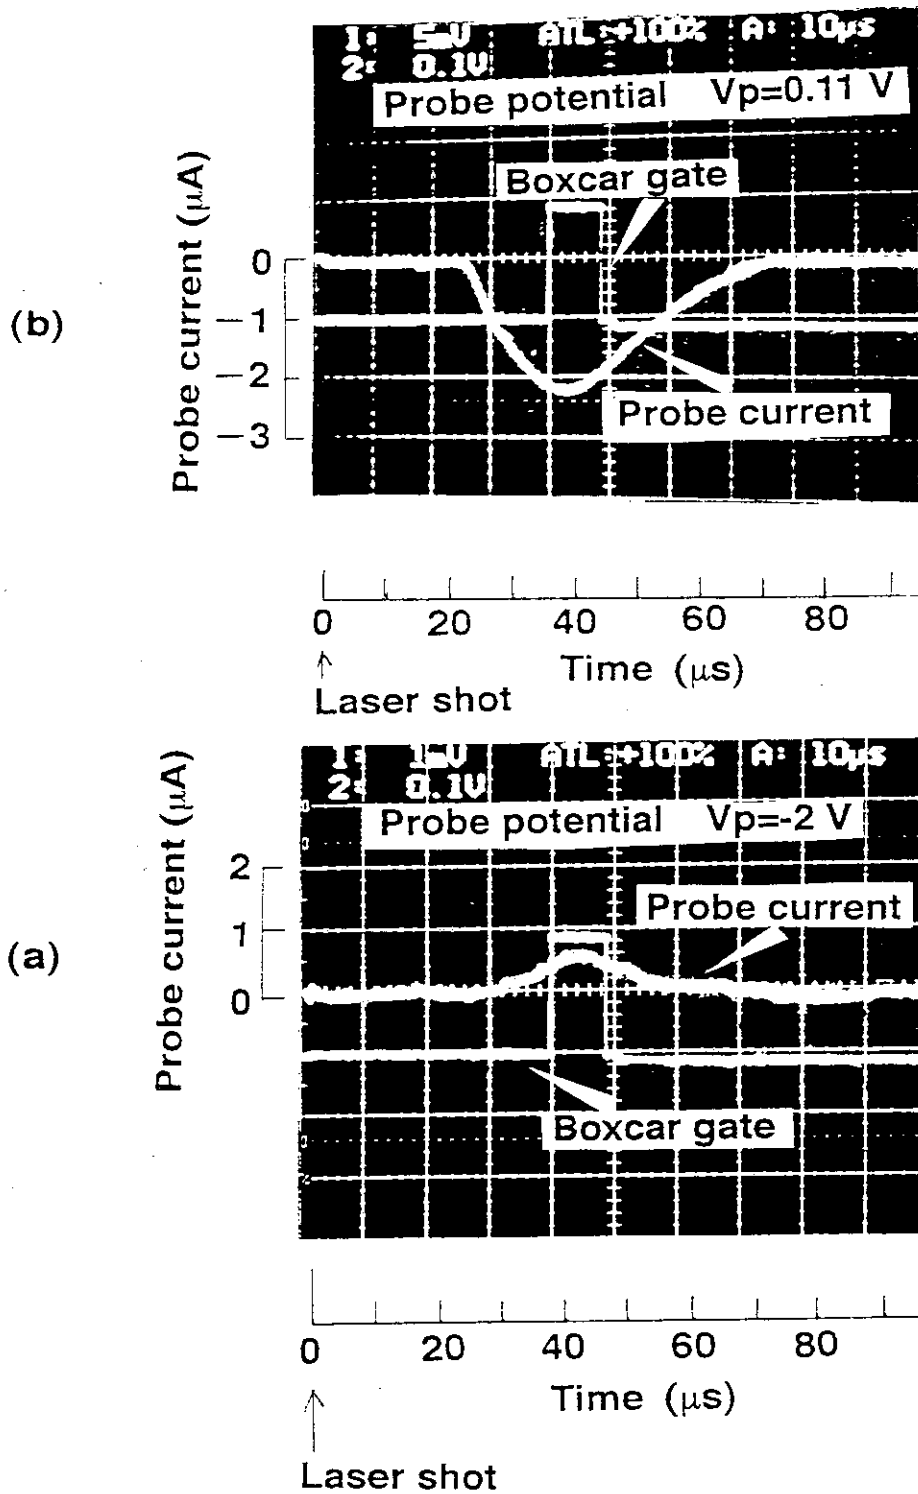 1: 5mV ATL:+100% A: 10µs
2: 0.1V
Probe potential Vp=0.11 V
Boxcar gate
Probe current
Probe current (µA)
0
−1
−2
−3
(b)
0 20 40 60 80
Time (µs)
Laser shot
1: 1mV ATL:+100% A: 10µs
2: 0.1V
Probe potential Vp=-2 V
Probe current
Boxcar gate
Probe current (µA)
2
1
0
(a)
0 20 40 60 80
Time (µs)
Laser shot